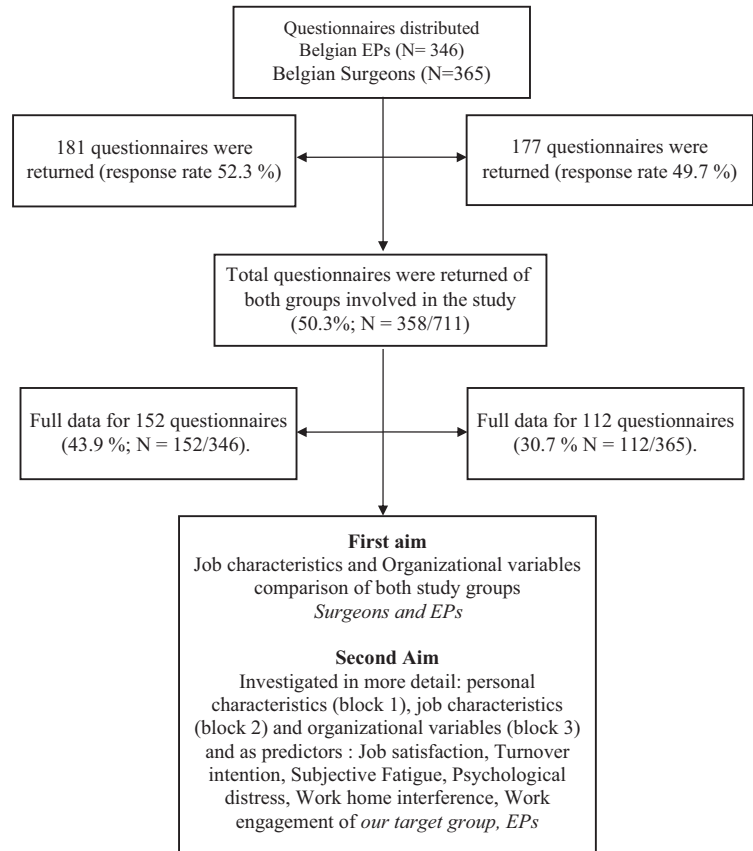 Questionnaires distributed
Belgian EPs (N= 346)
Belgian Surgeons (N=365)
181 questionnaires were
returned (response rate 52.3 %)
177 questionnaires were
returned (response rate 49.7 %)
Total questionnaires were returned of
both groups involved in the study
(50.3%; N = 358/711)
Full data for 152 questionnaires
(43.9 %; N = 152/346).
Full data for 112 questionnaires
(30.7 % N = 112/365).
First aim
Job characteristics and Organizational variables
comparison of both study groups
Surgeons and EPs
Second Aim
Investigated in more detail: personal
characteristics (block 1), job characteristics
(block 2) and organizational variables (block 3)
and as predictors : Job satisfaction, Turnover
intention, Subjective Fatigue, Psychological
distress, Work home interference, Work
engagement of our target group, EPs